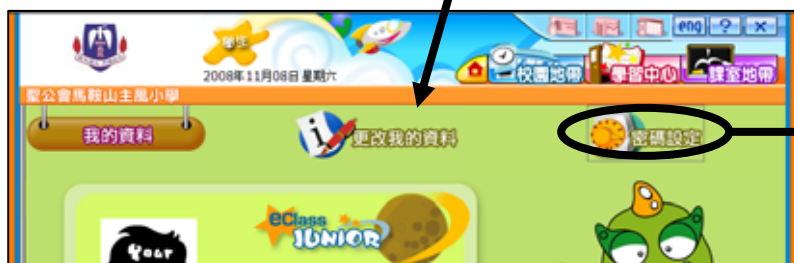 eng ? x
學生
2008年11月08日 星期六
校園地帶 學習中心 課室地帶
聖公會馬鞍山主風小學
我的資料 更改我的資料 密碼設定
eClass
JUNIOR
Your